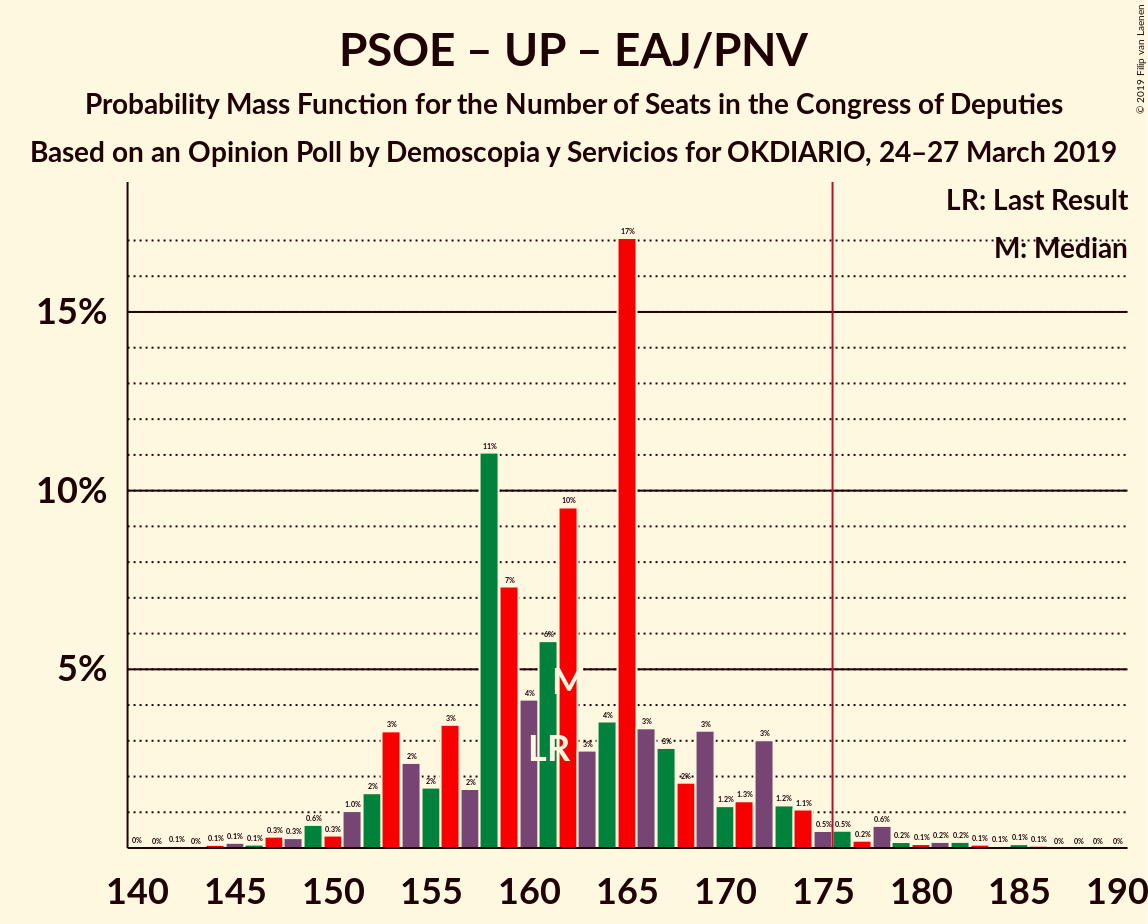 PSOE – UP – EAJ/PNV
Probability Mass Function for the Number of Seats in the Congress of Deputies
Based on an Opinion Poll by Demoscopia y Servicios for OKDIARIO, 24–27 March 2019
© 2019 Filip van Laenen
LR: Last Result
M: Median
15%
10%
5%
0% 0% 0.1% 0% 0.1% 0.1% 0.1% 0.3% 0.3% 0.6% 0.3% 1.0% 2% 3% 2% 2% 3% 2% 11% 7% 4% 6% 10% 3% 4% 17% 3% 3% 2% 3% 1.2% 1.3% 3% 1.2% 1.1% 0.5% 0.5% 0.2% 0.6% 0.2% 0.1% 0.2% 0.2% 0.1% 0.1% 0.1% 0.1% 0% 0% 0% 0%
M
LR
140 145 150 155 160 165 170 175 180 185 190